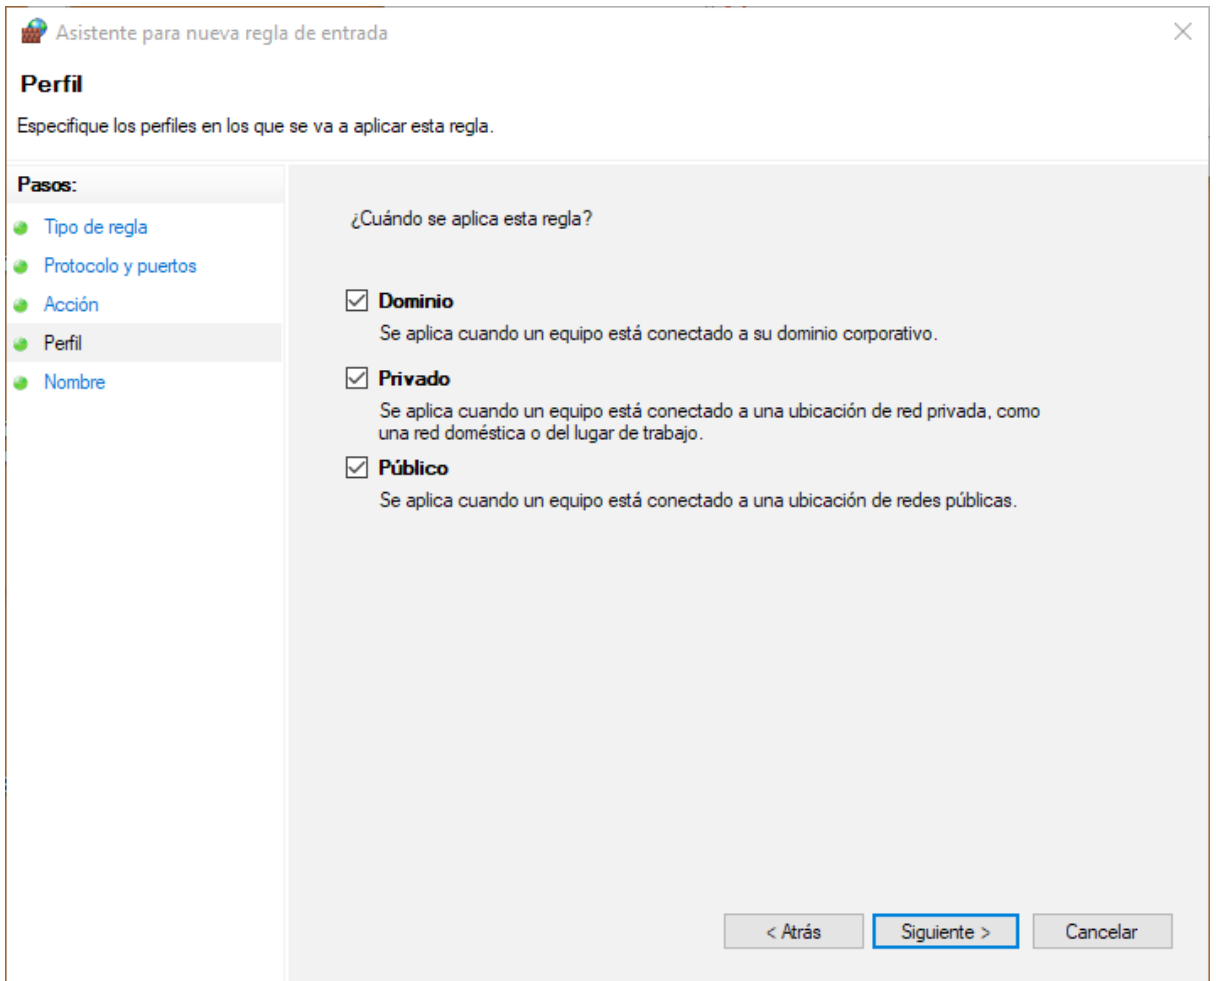 Asistente para nueva regla de entrada
Perfil
Especifique los perfiles en los que se va a aplicar esta regla.
Pasos:
Tipo de regla
Protocolo y puertos
Acción
Perfil
Nombre
¿Cuándo se aplica esta regla?
Dominio
Se aplica cuando un equipo está conectado a su dominio corporativo.
Privado
Se aplica cuando un equipo está conectado a una ubicación de red privada, como
una red doméstica o del lugar de trabajo.
Público
Se aplica cuando un equipo está conectado a una ubicación de redes públicas.
< Atrás
Siguiente >
Cancelar